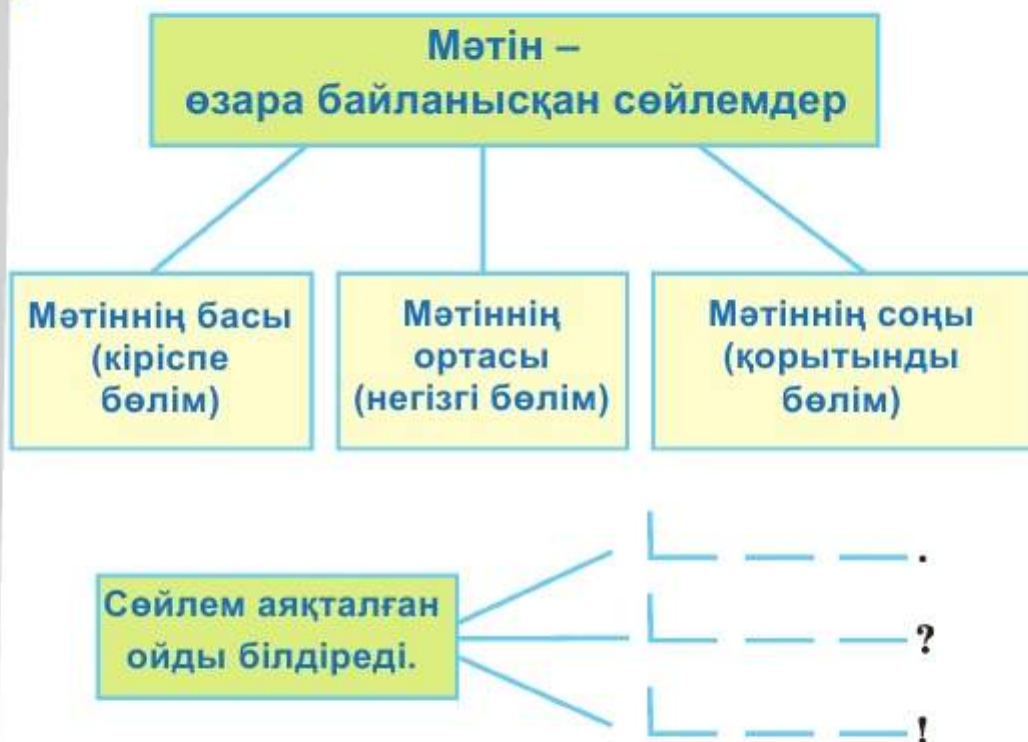 Мәтін –
өзара байланысқан сөйлемдер
Мәтіннің басы
(кіріспе
бөлім)
Мәтіннің
ортасы
(негізгі бөлім)
Мәтіннің соңы
(қорытынды
бөлім)
Сөйлем аяқталған
ойды білдіреді.
.
?
!